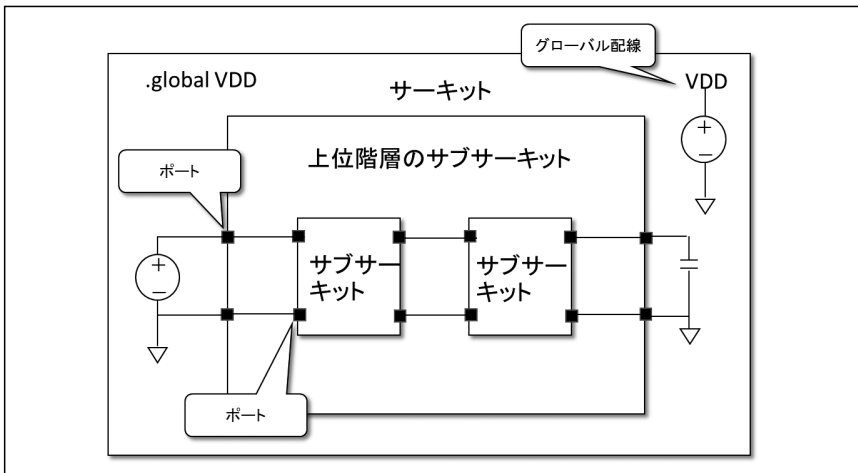 グローバル配線
.global VDD
VDD
サーキット
上位階層のサブサーキット
ポート
サブサー
キット
サブサー
キット
ポート